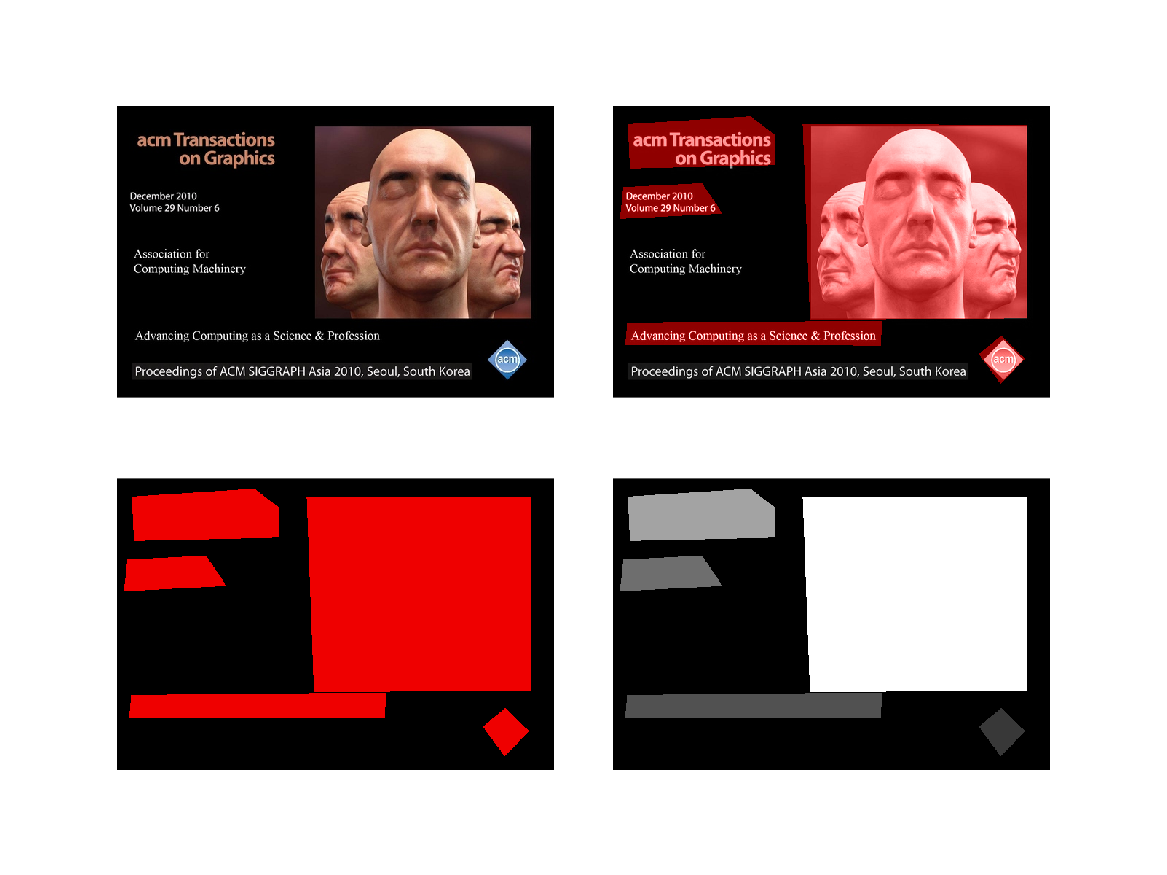 acm Transactions
on Graphics
December 2010
Volume 29 Number 6
Association for
Computing Machinery
Advancing Computing as a Science & Profession
acm
Proceedings of ACM SIGGRAPH Asia 2010, Seoul, South Korea
acm Transactions
on Graphics
December 2010
Volume 29 Number 6
Association for
Computing Machinery
Advancing Computing as a Science & Profession
acm
Proceedings of ACM SIGGRAPH Asia 2010, Seoul, South Korea